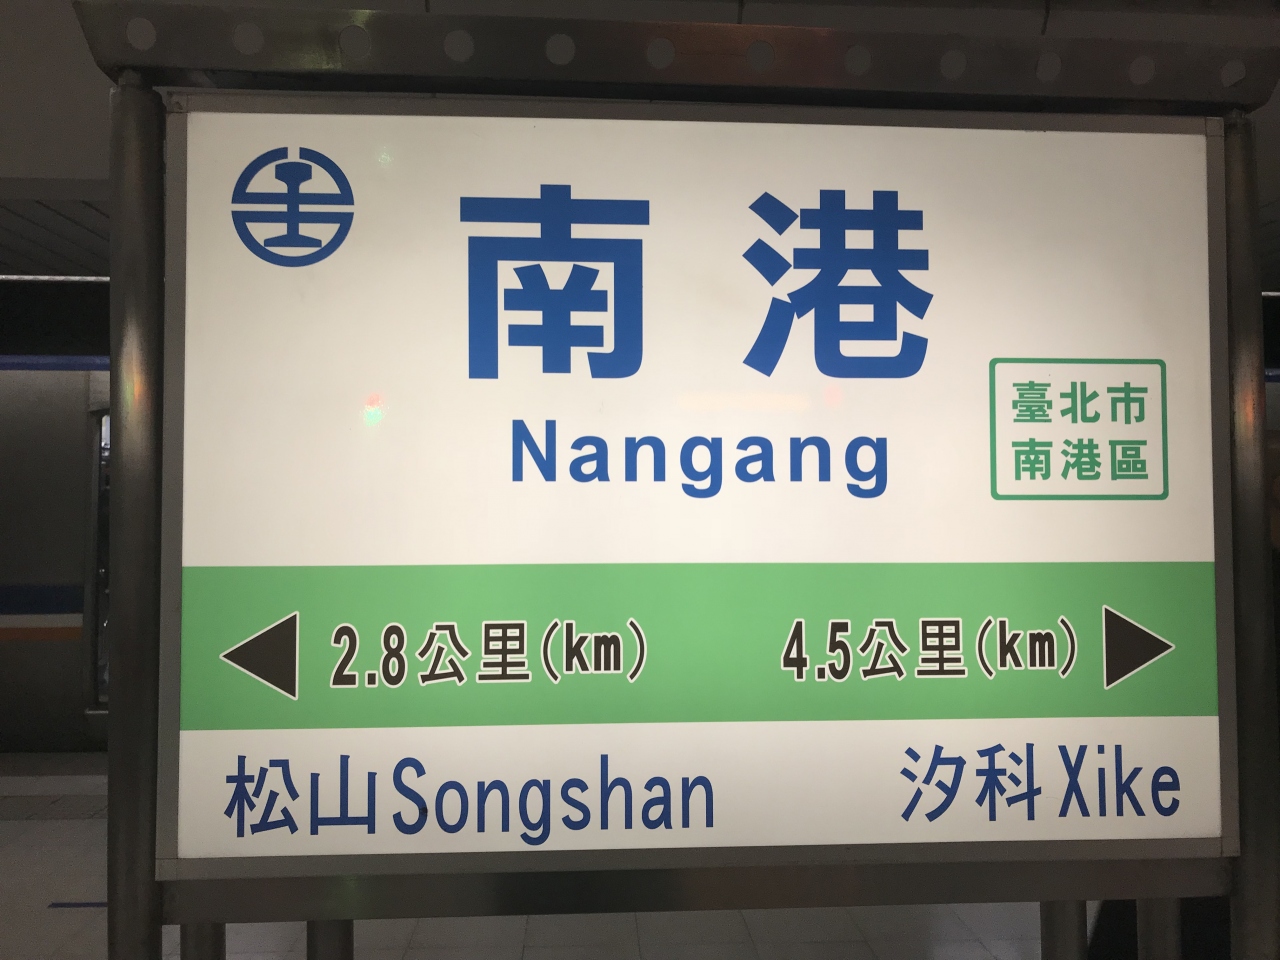 南港
Nangang
臺北市
南港區
2.8公里(km) 4.5公里(km)
松山Songshan 汐科Xike